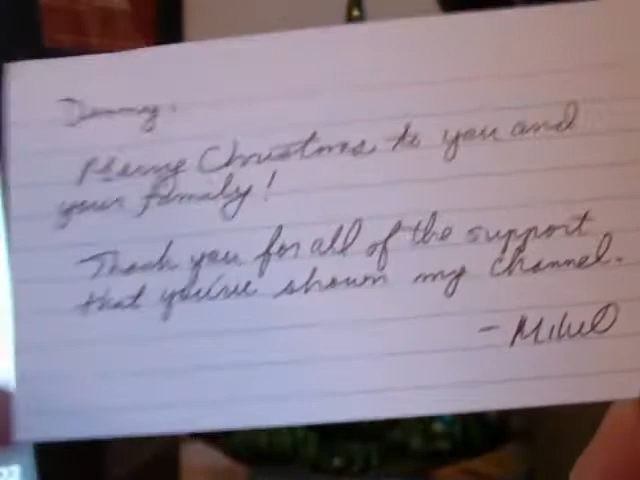 Dammy,
Merry Christmas to you and
your family!
Thank you for all of the support
that you've shown my channel.
-